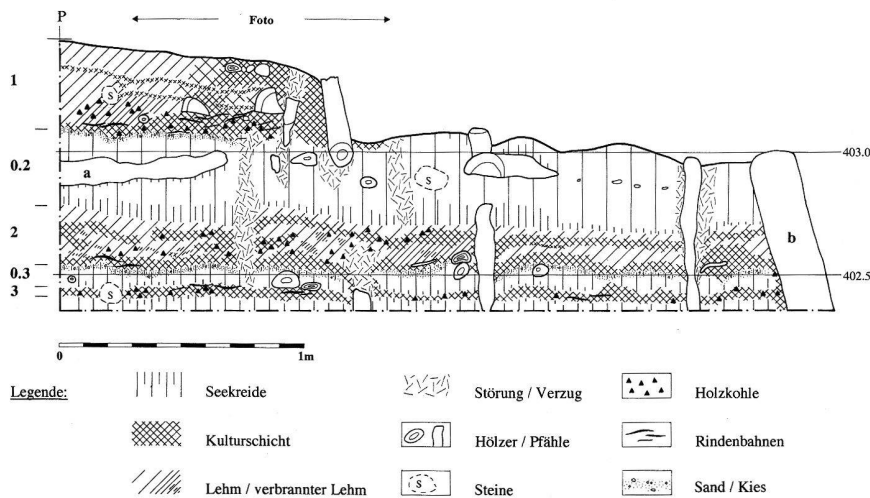 P
Foto
1
S
403.0
0.2
a
S
2
b
0.3
402.5
3
S
0
1m
Legende:
Seekreide
Störung / Verzug
Holzkohle
Kulturschicht
Hölzer / Pfähle
Rindenbahnen
Lehm / verbrannter Lehm
S
Steine
Sand / Kies